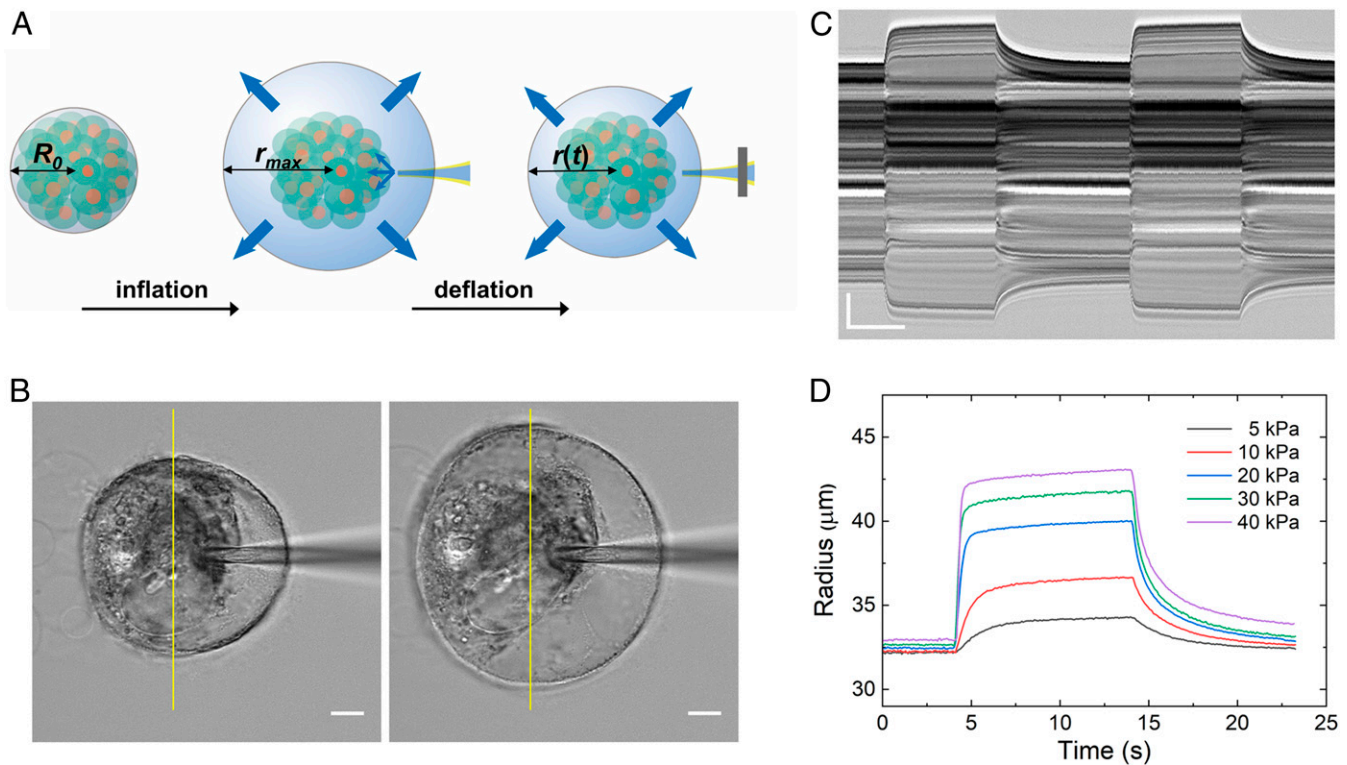 A
R0
rmax
r(t)
inflation
deflation
B
C
D
Radius (μm)
45
40
35
30
5 kPa
10 kPa
20 kPa
30 kPa
40 kPa
0
5
10
15
20
25
Time (s)